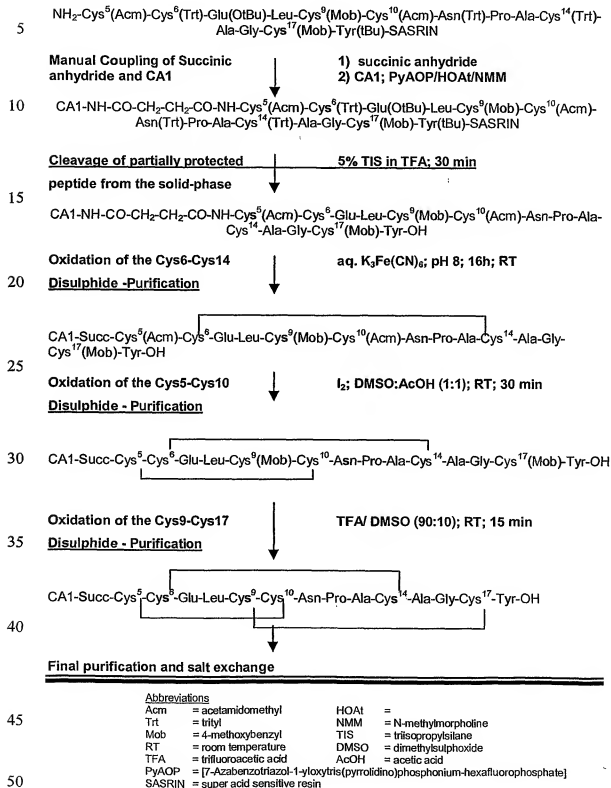 NH2-Cys5(Acm)-Cys6(Trt)-Glu(OtBu)-Leu-Cys9(Mob)-Cys10(Acm)-Asn(Trt)-Pro-Ala-Cys14(Trt)-
5
Ala-Gly-Cys17(Mob)-Tyr(tBu)-SASRIN
Manual Coupling of Succinic 1) succinic anhydride
anhydride and CA1 2) CA1; PyAOP/HOAt/NMM
10 CA1-NH-CO-CH2-CH2-CO-NH-Cys5(Acm)-Cys6(Trt)-Glu(OtBu)-Leu-Cys9(Mob)-Cys10(Acm)-
Asn(Trt)-Pro-Ala-Cys14(Trt)-Ala-Gly-Cys17(Mob)-Tyr(tBu)-SASRIN
Cleavage of partially protected 5% TIS in TFA; 30 min
peptide from the solid-phase
15
CA1-NH-CO-CH2-CH2-CO-NH-Cys5(Acm)-Cys6-Glu-Leu-Cys9(Mob)-Cys10(Acm)-Asn-Pro-Ala-
Cys14-Ala-Gly-Cys17(Mob)-Tyr-OH
Oxidation of the Cys6-Cys14 aq. K3Fe(CN)6; pH 8; 16h; RT
20 Disulphide -Purification
CA1-Succ-Cys5(Acm)-Cys6-Glu-Leu-Cys9(Mob)-Cys10(Acm)-Asn-Pro-Ala-Cys14-Ala-Gly-
Cys17(Mob)-Tyr-OH
25
Oxidation of the Cys5-Cys10 I2; DMSO:AcOH (1:1); RT; 30 min
Disulphide - Purification
30 CA1-Succ-Cys5-Cys6-Glu-Leu-Cys9(Mob)-Cys10-Asn-Pro-Ala-Cys14-Ala-Gly-Cys17(Mob)-Tyr-OH
Oxidation of the Cys9-Cys17 TFA/ DMSO (90:10); RT; 15 min
35 Disulphide - Purification
CA1-Succ-Cys5-Cys6-Glu-Leu-Cys9-Cys10-Asn-Pro-Ala-Cys14-Ala-Gly-Cys17-Tyr-OH
40
Final purification and salt exchange
Abbreviations
Acm = acetamidomethyl HOAt =
45 Trt = trityl NMM = N-methylmorpholine
Mob = 4-methoxybenzyl TIS = triisopropylsilane
RT = room temperature DMSO = dimethylsulphoxide
TFA = trifluoroacetic acid AcOH = acetic acid
PyAOP = [7-Azabenzotriazol-1-yloxytris(pyrrolidino)phosphonium-hexafluorophosphate]
50 SASRIN = super acid sensitive resin